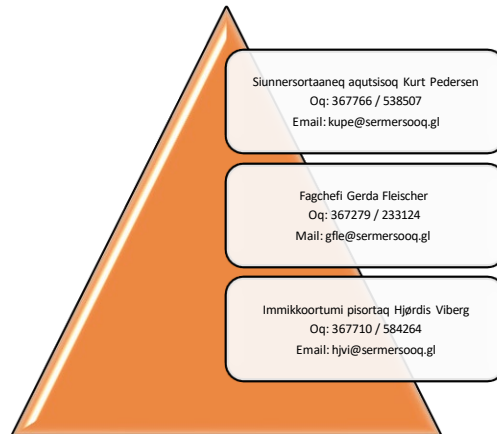 Siunnersortaaneq aqutsisoq Kurt Pedersen
Oq: 367766 / 538507
Email: kupe@sermersooq.gl
Fagchefi Gerda Fleischer
Oq: 367279 / 233124
Mail: gfle@sermersooq.gl
Immikkoortumi pisortaq Hjørdis Viberg
Oq: 367710 / 584264
Email: hjvi@sermersooq.gl